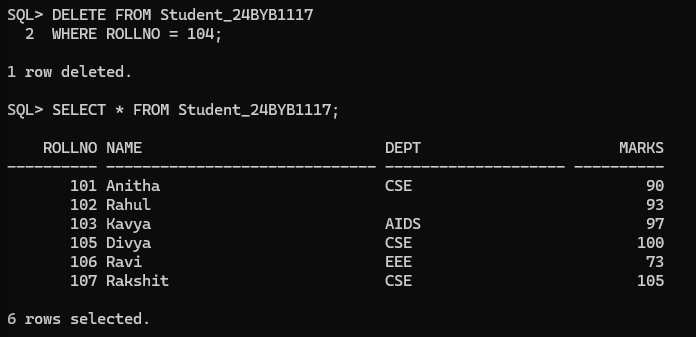 SQL> DELETE FROM Student_24BYB1117
  2  WHERE ROLLNO = 104;
1 row deleted.
SQL> SELECT * FROM Student_24BYB1117;
    ROLLNO NAME                           DEPT                      MARKS
---------- ------------------------------ -------------------- ----------
       101 Anitha                         CSE                          90
       102 Rahul                                                       93
       103 Kavya                          AIDS                         97
       105 Divya                          CSE                         100
       106 Ravi                           EEE                          73
       107 Rakshit                        CSE                         105
6 rows selected.